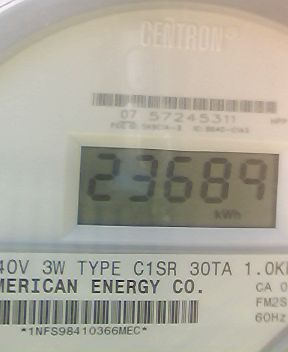 CENTRON®
07 57245311
23689
kWh
40V 3W TYPE C1SR 30TA 1.0K
MERICAN ENERGY CO.
CA 0
FM2S
60Hz
*1NFS98410366MEC*